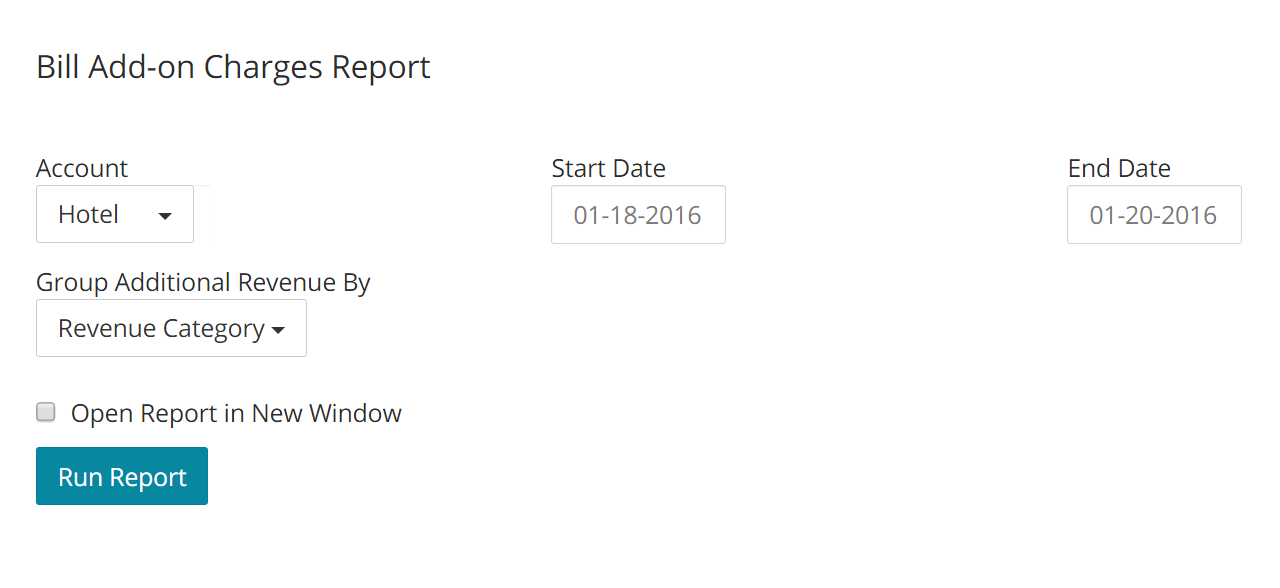 Bill Add-on Charges Report
Account
Start Date
End Date
Hotel
01-18-2016
01-20-2016
Group Additional Revenue By
Revenue Category
Open Report in New Window
Run Report